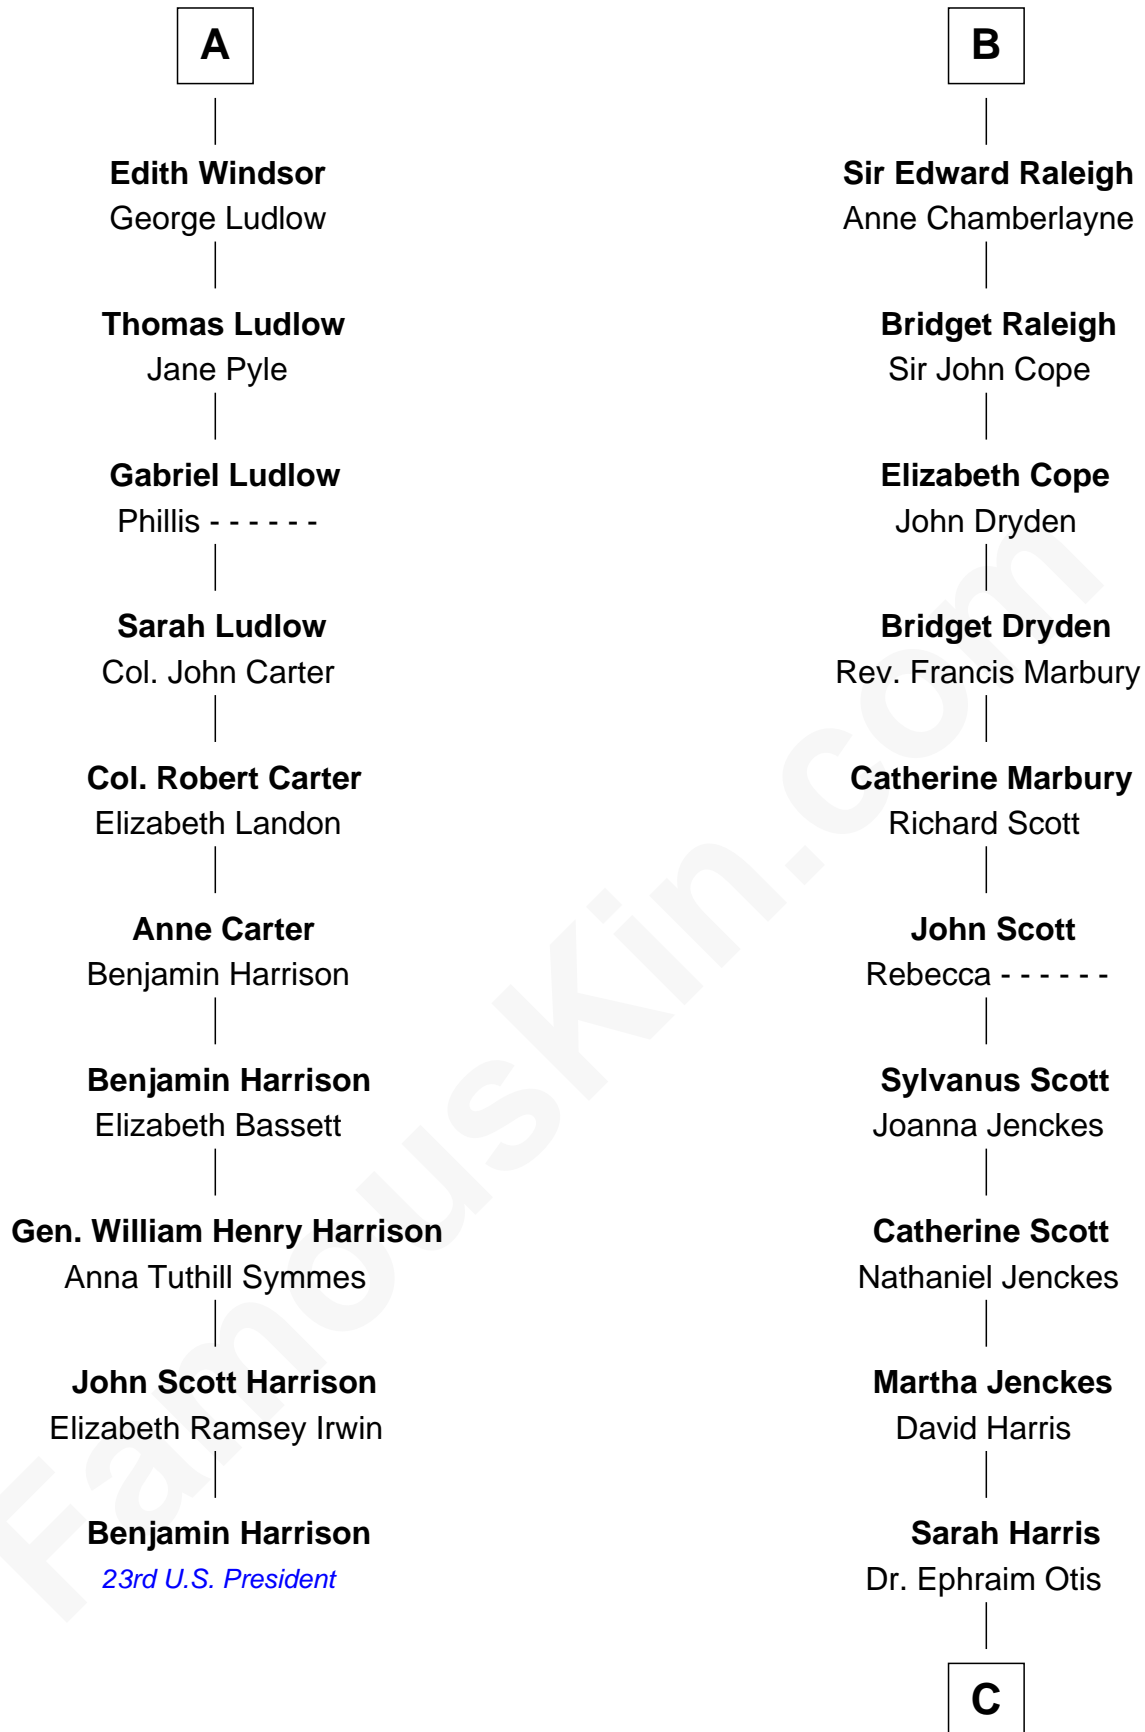 A
Edith Windsor
George Ludlow
Thomas Ludlow
Jane Pyle
Gabriel Ludlow
Phillis - - - - - -
Sarah Ludlow
Col. John Carter
Col. Robert Carter
Elizabeth Landon
Anne Carter
Benjamin Harrison
Benjamin Harrison
Elizabeth Bassett
Gen. William Henry Harrison
Anna Tuthill Symmes
John Scott Harrison
Elizabeth Ramsey Irwin
Benjamin Harrison
23rd U.S. President
B
Sir Edward Raleigh
Anne Chamberlayne
Bridget Raleigh
Sir John Cope
Elizabeth Cope
John Dryden
Bridget Dryden
Rev. Francis Marbury
Catherine Marbury
Richard Scott
John Scott
Rebecca - - - - - -
Sylvanus Scott
Joanna Jenckes
Catherine Scott
Nathaniel Jenckes
Martha Jenckes
David Harris
Sarah Harris
Dr. Ephraim Otis
C
FamousKin.com